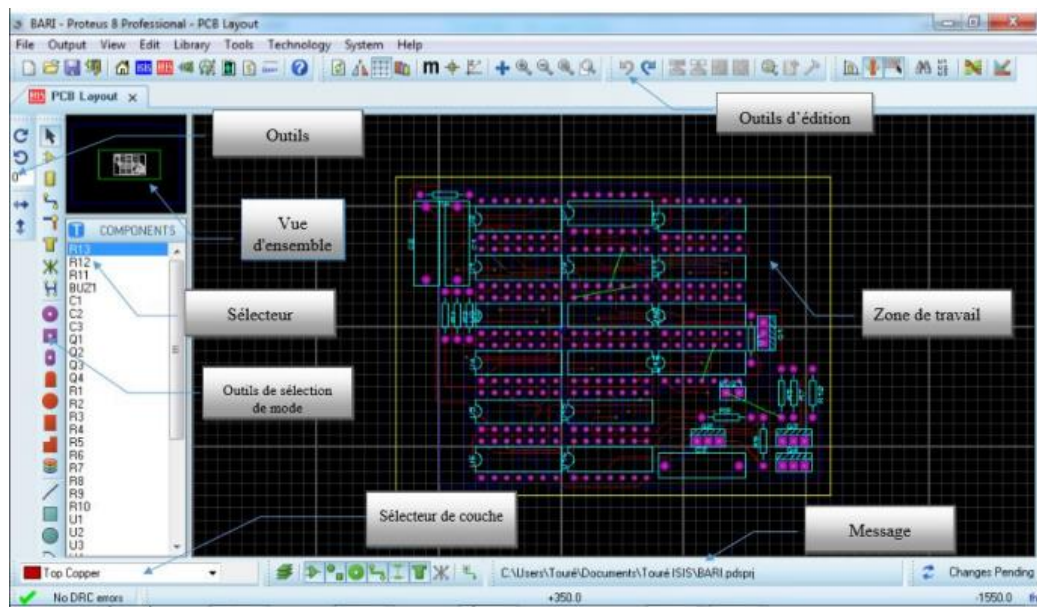 BARI - Proteus 8 Professional - PCB Layout
File Output View Edit Library Tools Technology System Help
PCB Layout x
Outils
Outils d'édition
0°
Vue
d'ensemble
COMPONENTS
R13
R12
R11
BUZ1
C1
C2
C3
Q1
Q2
Q3
Q4
R1
R2
R3
R4
R5
R6
R7
R8
R9
R10
U1
U2
U3
Sélecteur
Zone de travail
Outils de sélection
de mode
Sélecteur de couche
Message
Top Copper
C:\Users\Touré\Documents\Touré ISIS\BARI.pdsprj
Changes Pending
No DRC errors
+350.0
-1550.0